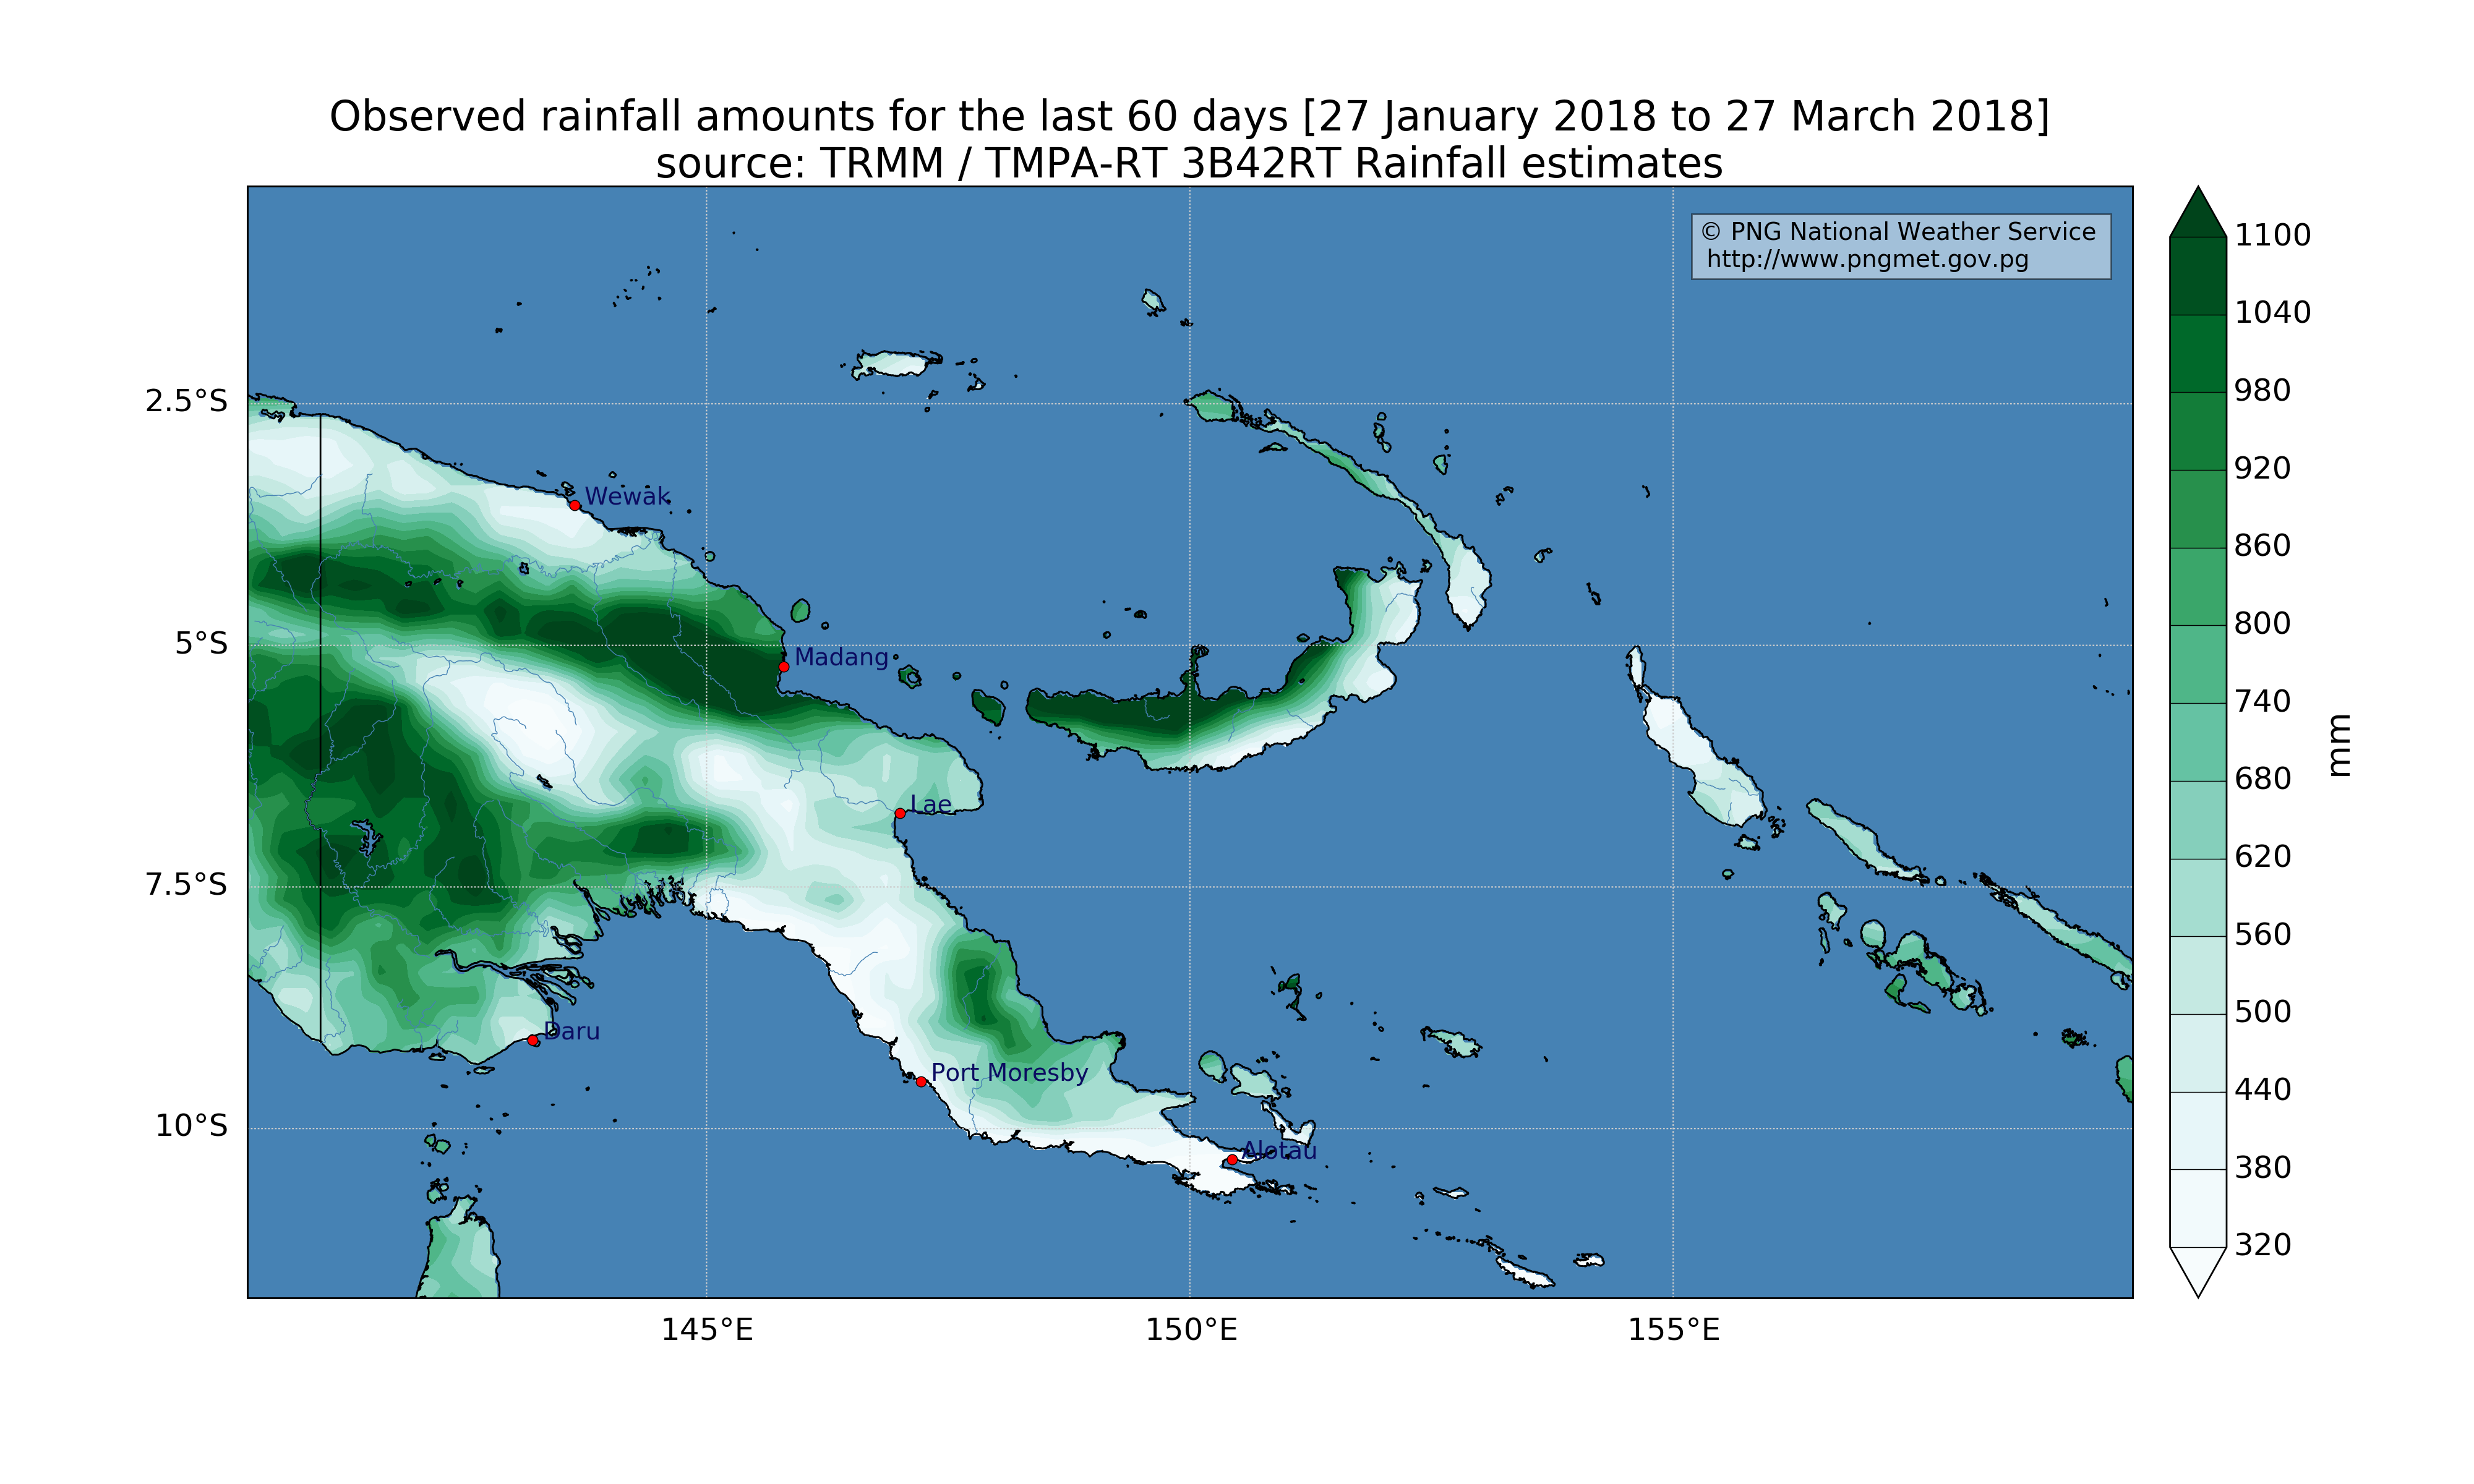 Observed rainfall amounts for the last 60 days [27 January 2018 to 27 March 2018]
source: TRMM / TMPA-RT 3B42RT Rainfall estimates
© PNG National Weather Service
http://www.pngmet.gov.pg
1100
1040
980
920
860
800
740
680
620
560
500
440
380
320
mm
2.5°S
5°S
7.5°S
10°S
Wewak
Madang
Lae
Daru
Port Moresby
Alotau
145°E
150°E
155°E